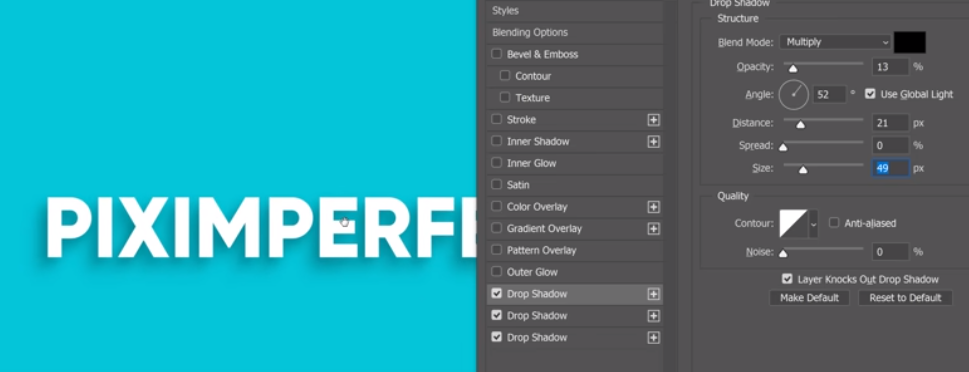 PIXIMPERF
Styles
Blending Options
Bevel & Emboss
Contour
Texture
Stroke
Inner Shadow
Inner Glow
Satin
Color Overlay
Gradient Overlay
Pattern Overlay
Outer Glow
Drop Shadow
Drop Shadow
Drop Shadow
Drop Shadow
Structure
Blend Mode: Multiply
Opacity: 13 %
Angle: 52 ° Use Global Light
Distance: 21 px
Spread: 0 %
Size: 49 px
Quality
Contour: Anti-aliased
Noise: 0 %
Layer Knocks Out Drop Shadow
Make Default Reset to Default